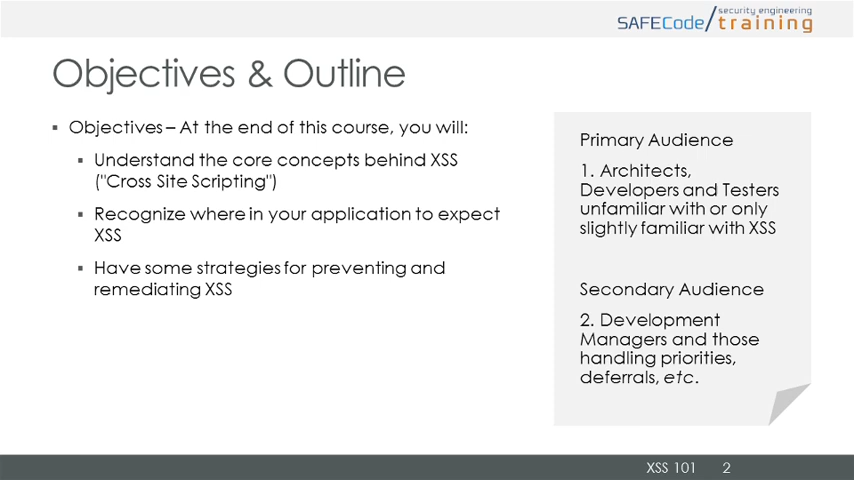 security engineering
SAFECode/training
Objectives & Outline
▪ Objectives – At the end of this course, you will:
▪ Understand the core concepts behind XSS
("Cross Site Scripting")
▪ Recognize where in your application to expect
XSS
▪ Have some strategies for preventing and
remediating XSS
Primary Audience
1. Architects,
Developers and Testers
unfamiliar with or only
slightly familiar with XSS
Secondary Audience
2. Development
Managers and those
handling priorities,
deferrals, etc.
XSS 101 2